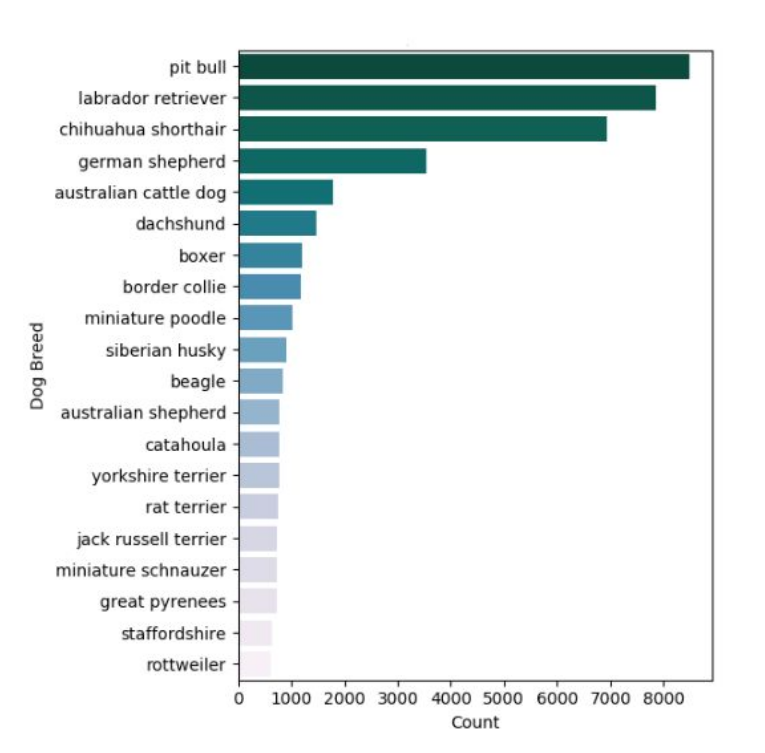 pit bull
labrador retriever
chihuahua shorthair
german shepherd
australian cattle dog
dachshund
boxer
border collie
miniature poodle
siberian husky
beagle
australian shepherd
catahoula
yorkshire terrier
rat terrier
jack russell terrier
miniature schnauzer
great pyrenees
staffordshire
rottweiler
Dog Breed
0 1000 2000 3000 4000 5000 6000 7000 8000
Count